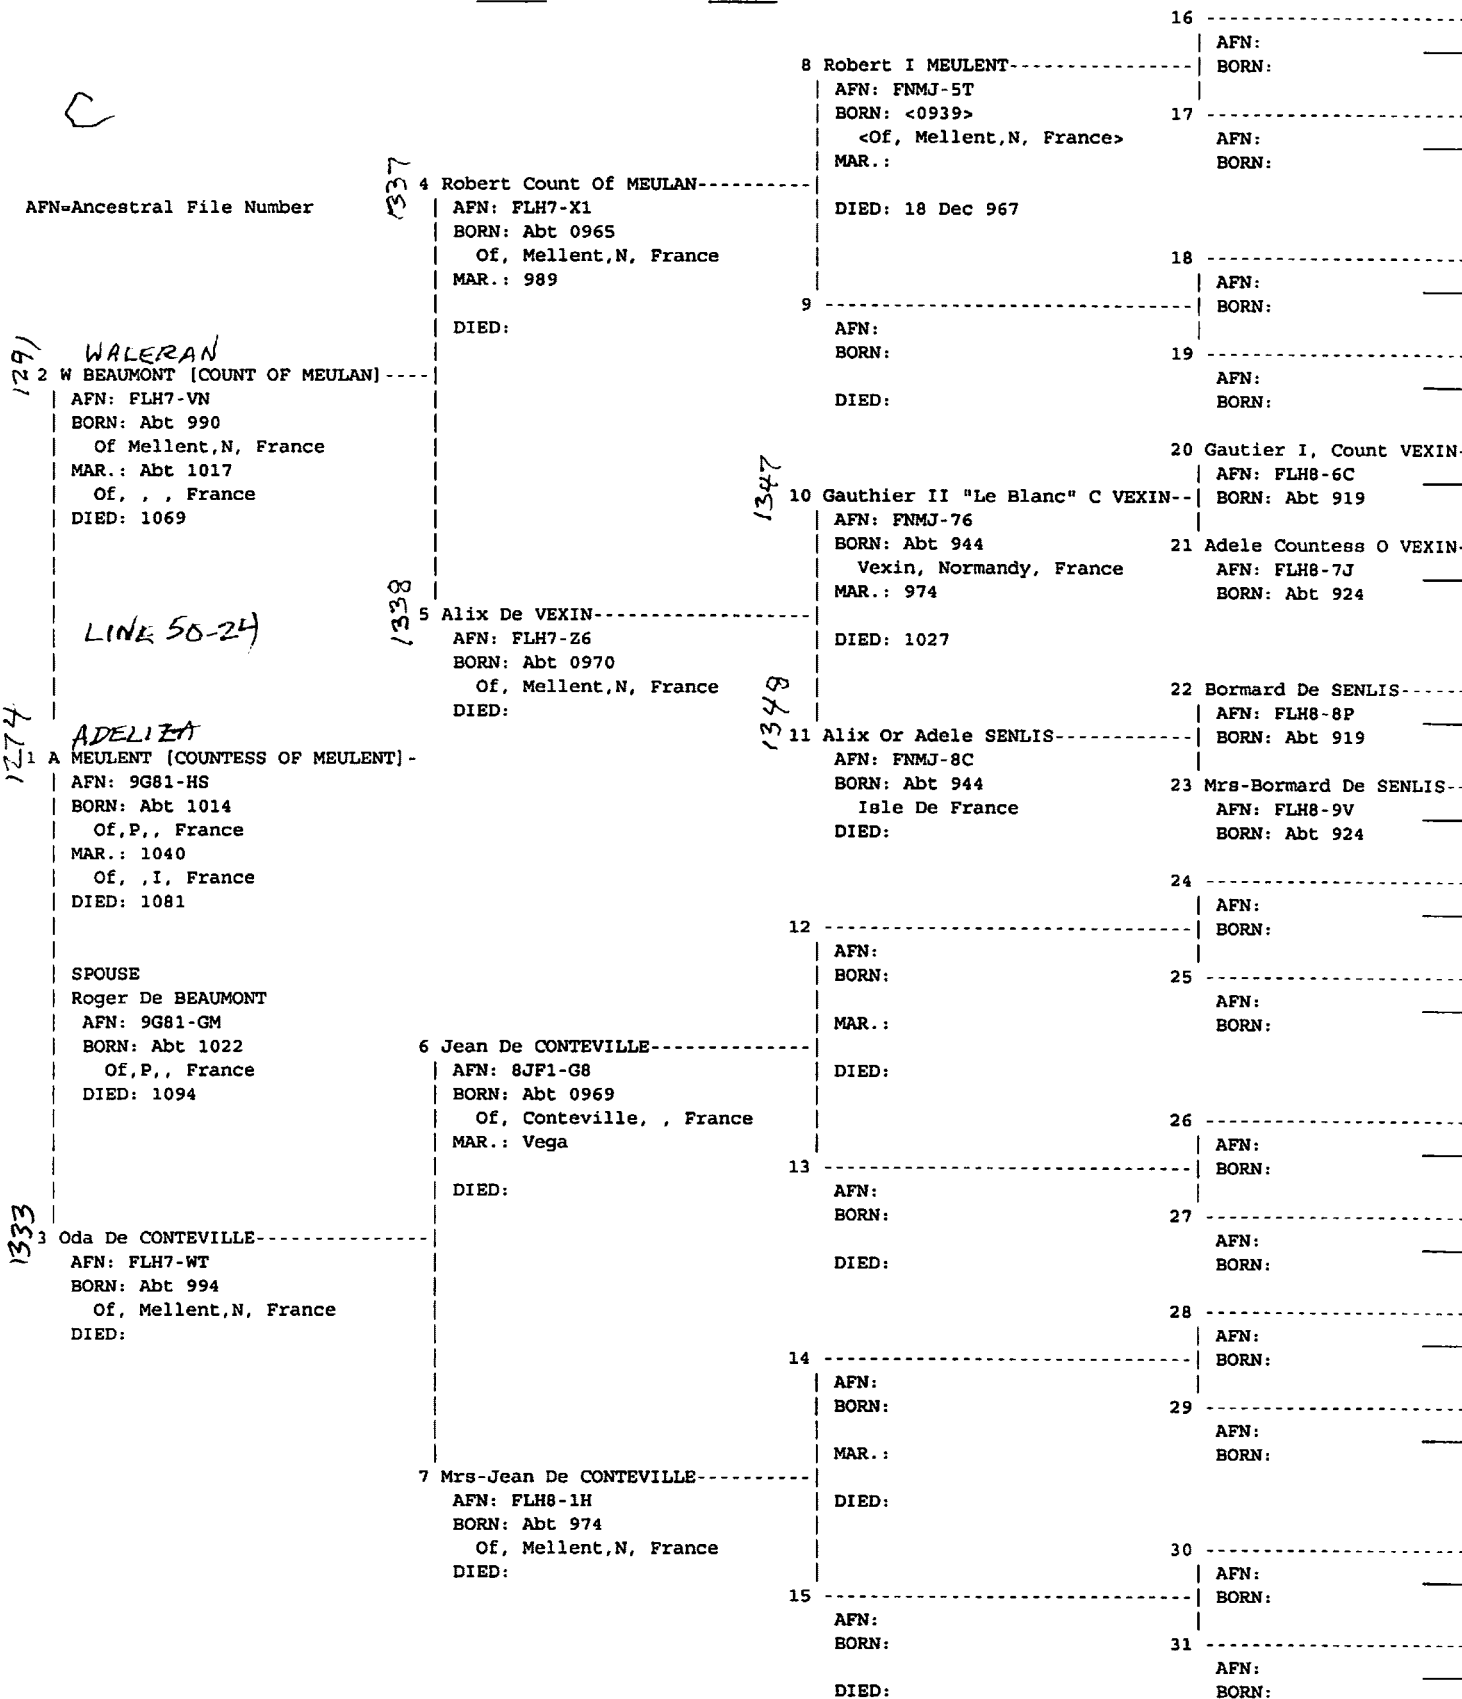 C
AFN=Ancestral File Number
1291
WALERAN
2 W BEAUMONT [COUNT OF MEULAN]----
AFN: FLH7-VN
BORN: Abt 990
Of Mellent,N, France
MAR.: Abt 1017
Of, , , France
DIED: 1069
LINE 50-24
1274
ADELIZA
1 A MEULENT [COUNTESS OF MEULENT]-
AFN: 9G81-HS
BORN: Abt 1014
Of,P,, France
MAR.: 1040
Of, ,I, France
DIED: 1081
SPOUSE
Roger De BEAUMONT
AFN: 9G81-GM
BORN: Abt 1022
Of,P,, France
DIED: 1094
1333
3 Oda De CONTEVILLE---------------
AFN: FLH7-WT
BORN: Abt 994
Of, Mellent,N, France
DIED:
1337
4 Robert Count Of MEULAN----------
AFN: FLH7-X1
BORN: Abt 0965
Of, Mellent,N, France
MAR.: 989
DIED:
1338
5 Alix De VEXIN-------------------
AFN: FLH7-Z6
BORN: Abt 0970
Of, Mellent,N, France
DIED:
6 Jean De CONTEVILLE--------------
AFN: 8JF1-G8
BORN: Abt 0969
Of, Conteville, , France
MAR.: Vega
DIED:
7 Mrs-Jean De CONTEVILLE----------
AFN: FLH8-1H
BORN: Abt 974
Of, Mellent,N, France
DIED:
8 Robert I MEULENT----------------
AFN: FNMJ-5T
BORN: <0939>
<Of, Mellent,N, France>
MAR.:
DIED: 18 Dec 967
9 --------------------------------
AFN:
BORN:
DIED:
1347
10 Gauthier II "Le Blanc" C VEXIN--
AFN: FNMJ-76
BORN: Abt 944
Vexin, Normandy, France
MAR.: 974
DIED: 1027
1348
11 Alix Or Adele SENLIS------------
AFN: FNMJ-8C
BORN: Abt 944
Isle De France
DIED:
12 --------------------------------
AFN:
BORN:
MAR.:
DIED:
13 --------------------------------
AFN:
BORN:
DIED:
14 --------------------------------
AFN:
BORN:
MAR.:
DIED:
15 --------------------------------
AFN:
BORN:
DIED:
16 -----------------------
AFN:
BORN:
17 -----------------------
AFN:
BORN:
18 -----------------------
AFN:
BORN:
19 -----------------------
AFN:
BORN:
20 Gautier I, Count VEXIN-
AFN: FLH8-6C
BORN: Abt 919
21 Adele Countess O VEXIN-
AFN: FLH8-7J
BORN: Abt 924
22 Bormard De SENLIS------
AFN: FLH8-8P
BORN: Abt 919
23 Mrs-Bormard De SENLIS--
AFN: FLH8-9V
BORN: Abt 924
24 -----------------------
AFN:
BORN:
25 -----------------------
AFN:
BORN:
26 -----------------------
AFN:
BORN:
27 -----------------------
AFN:
BORN:
28 -----------------------
AFN:
BORN:
29 -----------------------
AFN:
BORN:
30 -----------------------
AFN:
BORN:
31 -----------------------
AFN:
BORN: